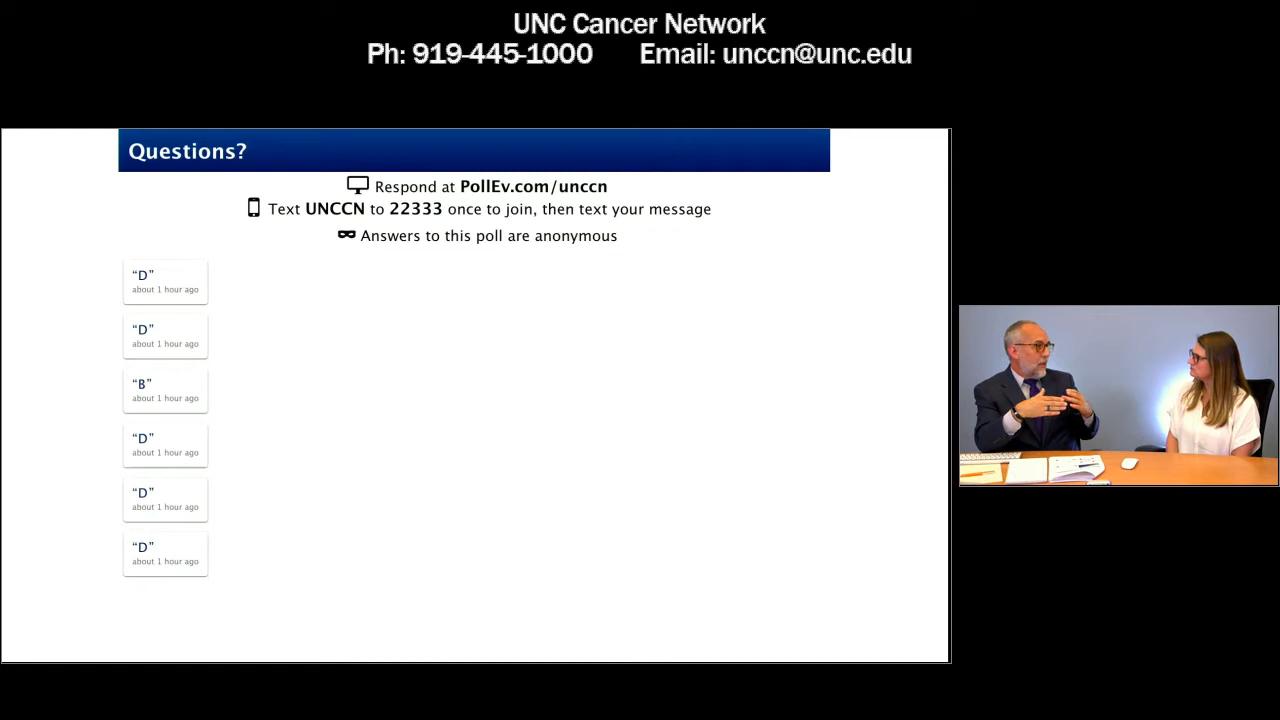 UNC Cancer Network
Ph: 919-445-1000 Email: unccn@unc.edu
Questions?
Respond at PollEv.com/unccn
Text UNCCN to 22333 once to join, then text your message
Answers to this poll are anonymous
“D”
about 1 hour ago
“D”
about 1 hour ago
“B”
about 1 hour ago
“D”
about 1 hour ago
“D”
about 1 hour ago
“D”
about 1 hour ago